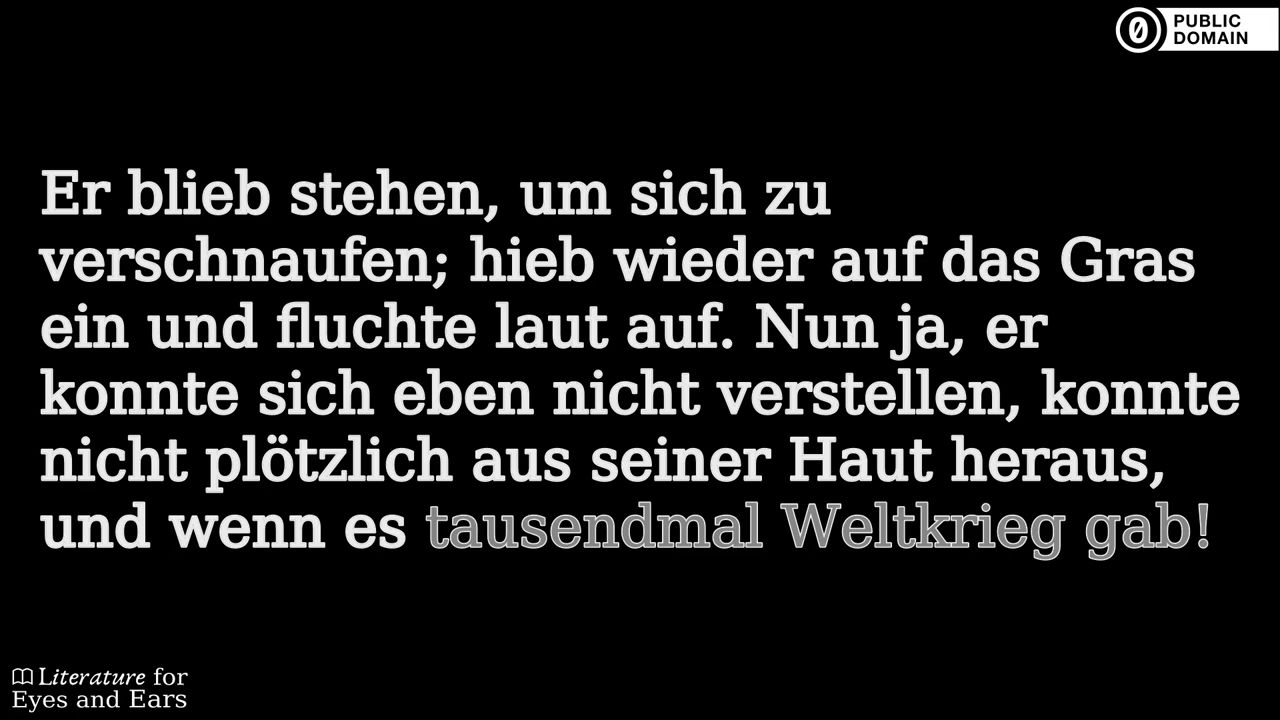 PUBLIC
DOMAIN
Er blieb stehen, um sich zu
verschnaufen; hieb wieder auf das Gras
ein und fluchte laut auf. Nun ja, er
konnte sich eben nicht verstellen, konnte
nicht plötzlich aus seiner Haut heraus,
und wenn es tausendmal Weltkrieg gab!
Literature for
Eyes and Ears